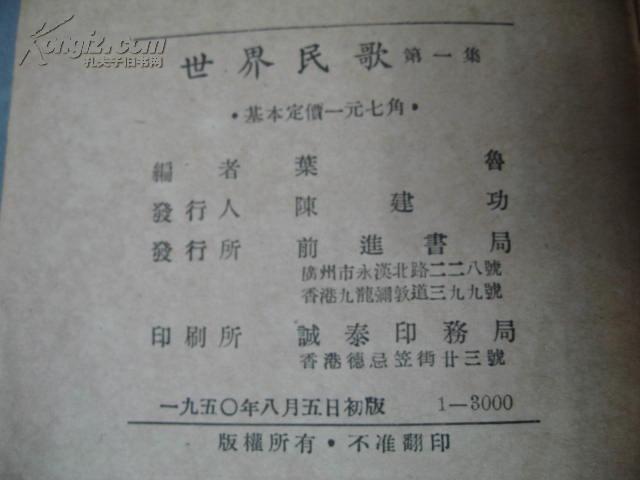 Kongfz.com
孔夫子旧书网
世界民歌 第一集
·基本定價一元七角·
編者 葉魯
發行人 陳建功
發行所 前進書局
廣州市永漢北路二二八號
香港九龍彌敦道三九九號
印刷所 誠泰印務局
香港德忌笠街廿三號
一九五〇年八月五日初版 1—3000
版權所有·不准翻印